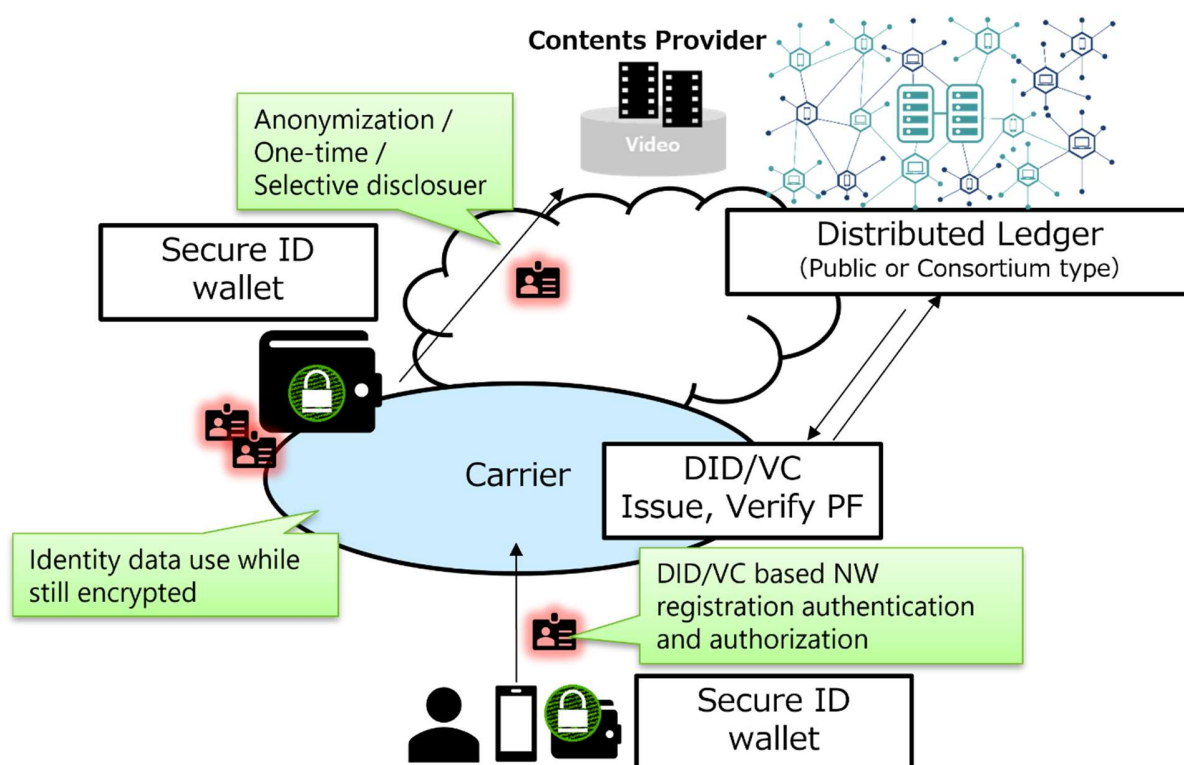 Contents Provider
Video
Anonymization /
One-time /
Selective disclosuer
Secure ID
wallet
Distributed Ledger
(Public or Consortium type)
Carrier
DID/VC
Issue, Verify PF
Identity data use while
still encrypted
DID/VC based NW
registration authentication
and authorization
Secure ID
wallet